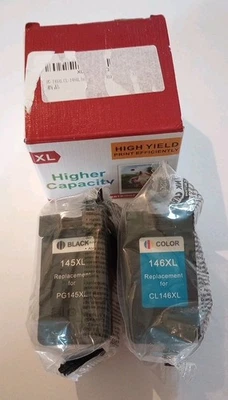 XL
HIGH YIELD
PRINT EFFICIENTLY
Higher
Capacity
BLACK
145XL
Replacement
for
PG145XL
COLOR
146XL
Replacement
for
CL146XL